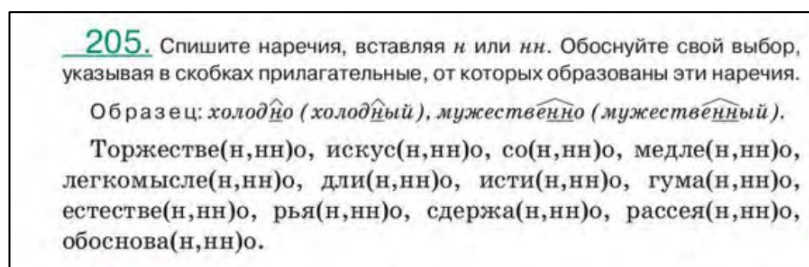 205. Спишите наречия, вставляя н или нн. Обоснуйте свой выбор,
указывая в скобках прилагательные, от которых образованы эти наречия.
Образец: холодно (холодный), мужественно (мужественный).
Торжестве(н,нн)о, искус(н,нн)о, со(н,нн)о, медле(н,нн)о,
легкомысле(н,нн)о, дли(н,нн)о, исти(н,нн)о, гума(н,нн)о,
естестве(н,нн)о, рья(н,нн)о, сдержа(н,нн)о, рассея(н,нн)о,
обоснова(н,нн)о.